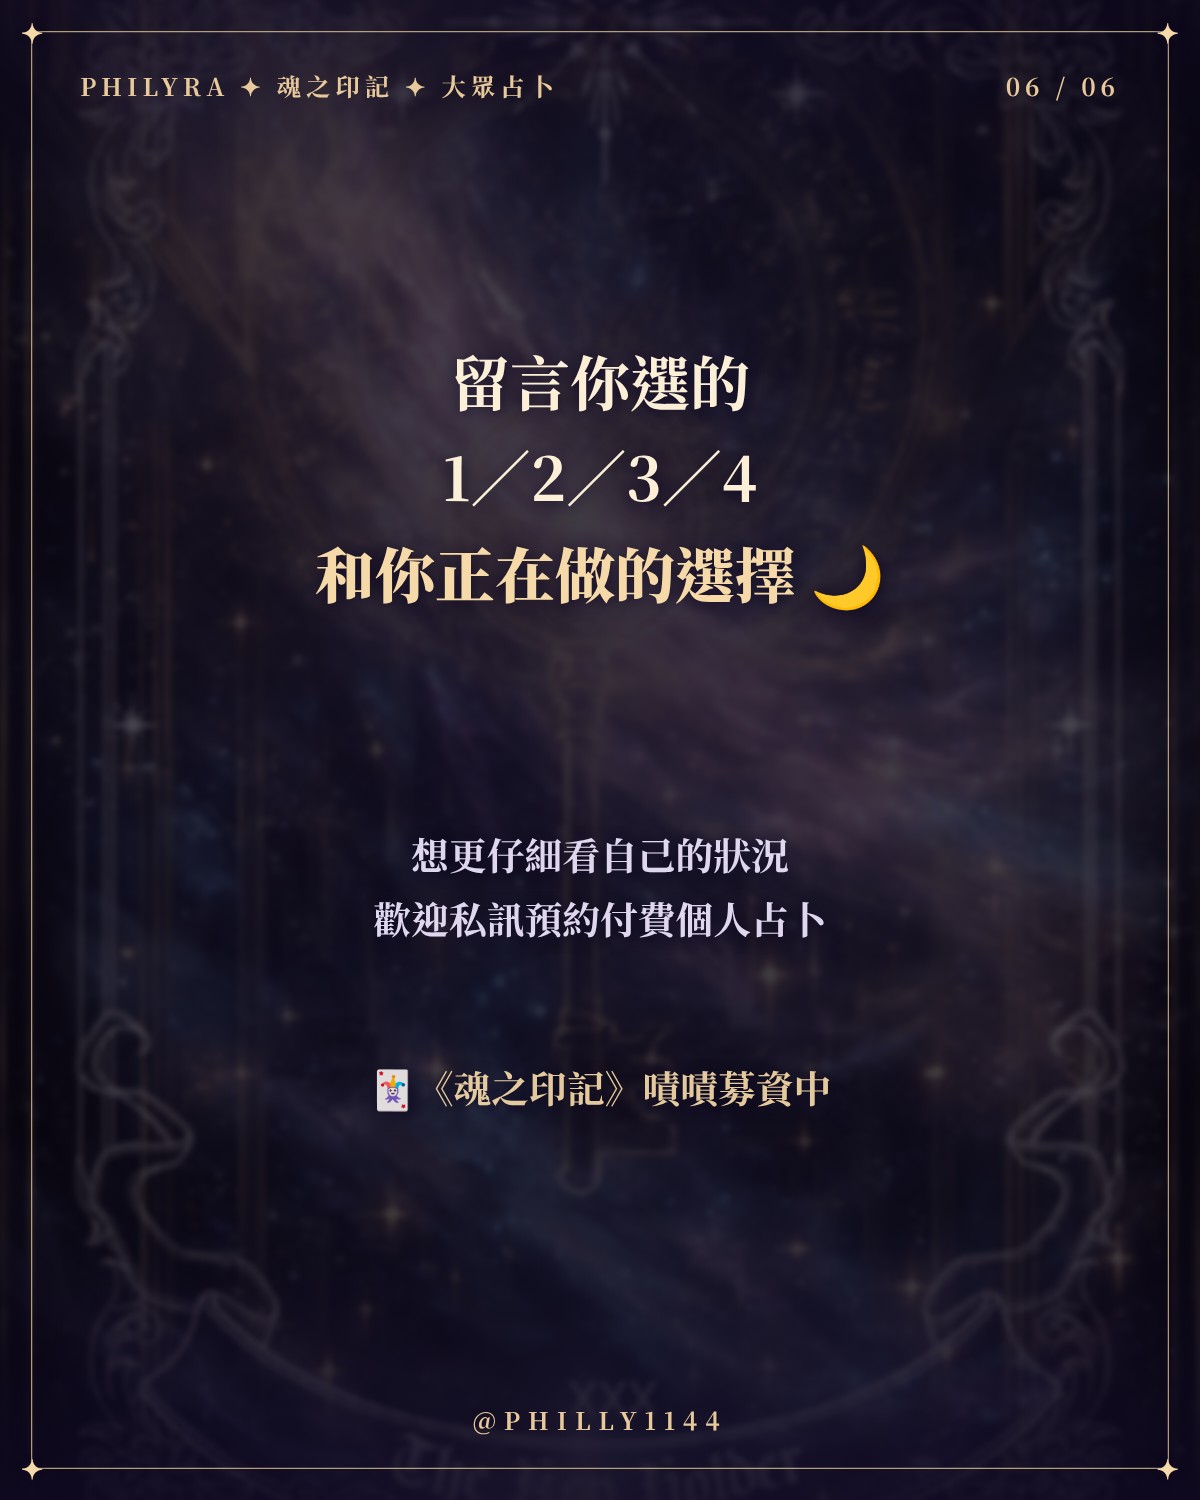 PHILYRA ✦ 魂之印記 ✦ 大眾占卜
06 / 06
留言你選的
1／2／3／4
和你正在做的選擇 🌙
想更仔細看自己的狀況
歡迎私訊預約付費個人占卜
🃏《魂之印記》嘖嘖募資中
XXX
@PHILLY1144